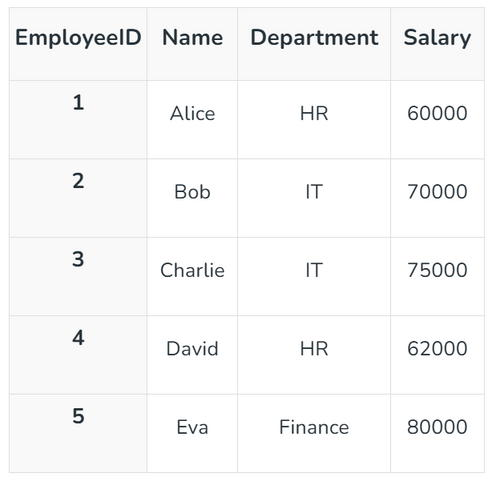 EmployeeID Name Department Salary
1 Alice HR 60000
2 Bob IT 70000
3 Charlie IT 75000
4 David HR 62000
5 Eva Finance 80000